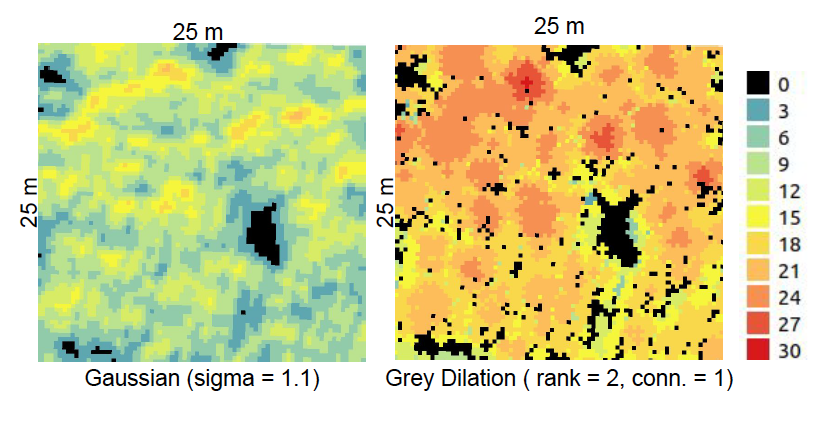 25 m
25 m
25 m
25 m
0
3
6
9
12
15
18
21
24
27
30
Gaussian (sigma = 1.1)
Grey Dilation ( rank = 2, conn. = 1)